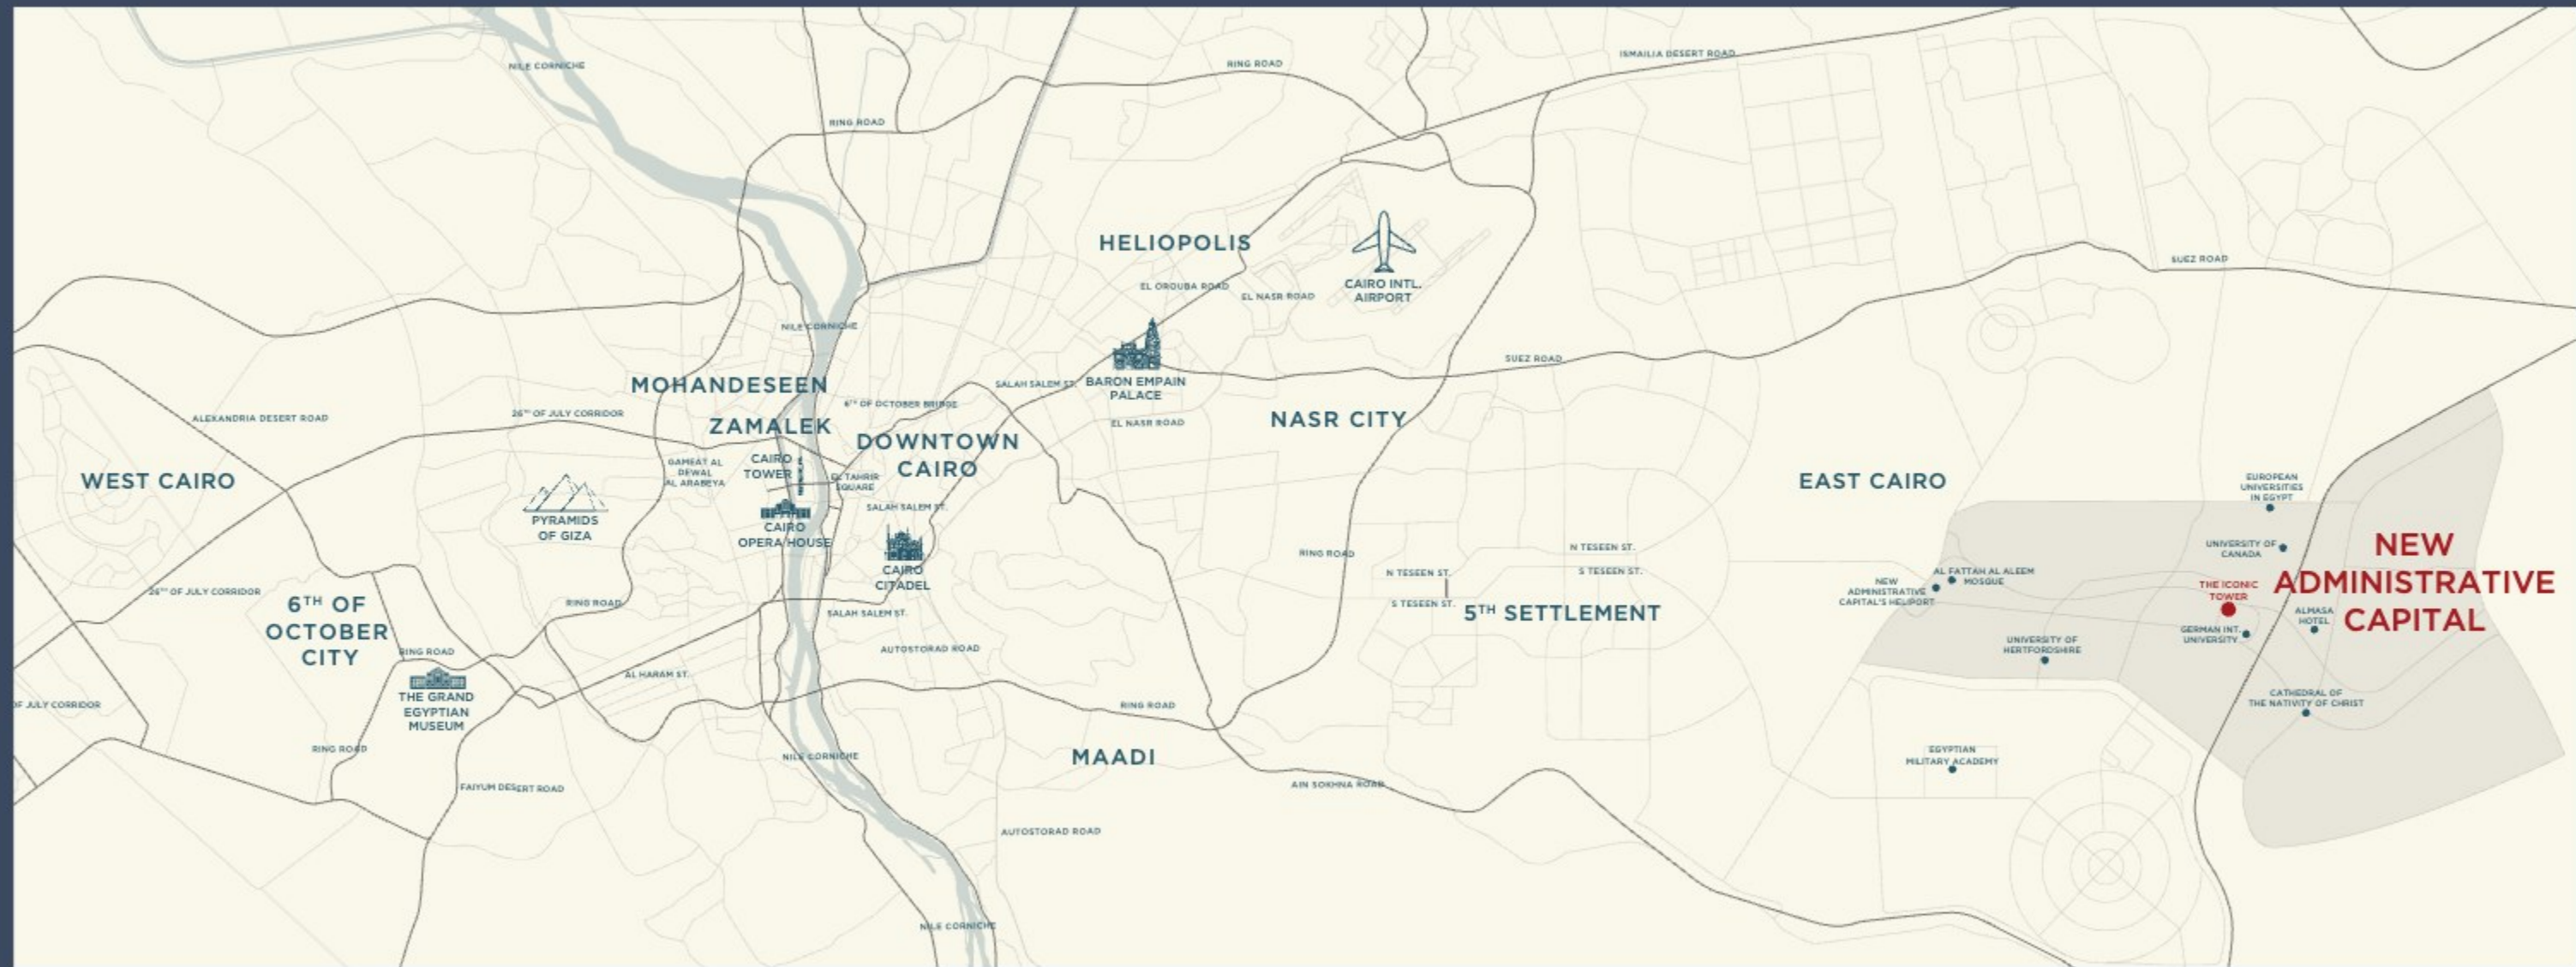 ISMAILIA DESERT ROAD
NILE CORNICHE
RING ROAD
RING ROAD
HELIOPOLIS
SUEZ ROAD
EL OROUBA ROAD
EL NASR ROAD
CAIRO INTL.
AIRPORT
NILE CORNICHE
SUEZ ROAD
MOHANDESEEN
SALAH SALEM ST.
BARON EMPAIN
PALACE
6TH OF OCTOBER BRIDGE
ALEXANDRIA DESERT ROAD
26TH OF JULY CORRIDOR
ZAMALEK
EL NASR ROAD
NASR CITY
DOWNTOWN
CAIRO
WEST CAIRO
GAMEAT AL
DEWAL
AL ARABEYA
CAIRO
TOWER
EL TAHRIR
SQUARE
EAST CAIRO
EUROPEAN
UNIVERSITIES
IN EGYPT
PYRAMIDS
OF GIZA
SALAH SALEM ST.
CAIRO
OPERA HOUSE
CAIRO
CITADEL
RING ROAD
N TESEEN ST.
N TESEEN ST.
S TESEEN ST.
S TESEEN ST.
5TH SETTLEMENT
UNIVERSITY OF
CANADA
NEW
ADMINISTRATIVE
CAPITAL
AL FATTAH AL ALEEM
MOSQUE
NEW
ADMINISTRATIVE
CAPITAL'S HELIPORT
THE ICONIC
TOWER
ALMASA
HOTEL
GERMAN INT.
UNIVERSITY
UNIVERSITY OF
HERTFORDSHIRE
26TH OF JULY CORRIDOR
6TH OF
OCTOBER
CITY
RING ROAD
SALAH SALEM ST.
RING ROAD
AUTOSTORAD ROAD
AL HARAM ST.
THE GRAND
EGYPTIAN
MUSEUM
OF JULY CORRIDOR
RING ROAD
CATHEDRAL OF
THE NATIVITY OF CHRIST
RING ROAD
NILE CORNICHE
MAADI
EGYPTIAN
MILITARY ACADEMY
FAIYUM DESERT ROAD
AIN SOKHNA ROAD
AUTOSTORAD ROAD
NILE CORNICHE